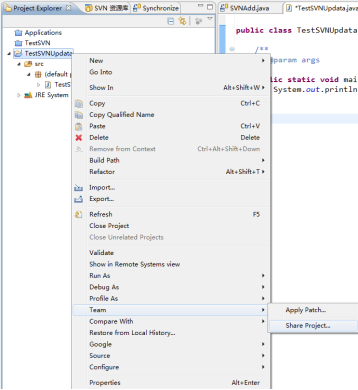 Project Explorer
SVN 资源库
Synchronize
SVNAdd.java
*TestSVNUpdata.java
Applications
TestSVN
TestSVNUpdata
src
(default p
TestS
JRE System
public class TestSVNUpdata
/**
param args
lic static void mai
System.out.println
New
Go Into
Show In Alt+Shift+W
Copy Ctrl+C
Copy Qualified Name
Paste Ctrl+V
Delete Delete
Remove from Context Ctrl+Alt+Shift+Down
Build Path
Refactor Alt+Shift+T
Import...
Export...
Refresh F5
Close Project
Close Unrelated Projects
Validate
Show in Remote Systems view
Run As
Debug As
Profile As
Team
Compare With
Restore from Local History...
Google
Source
Configure
Properties Alt+Enter
Apply Patch...
Share Project...